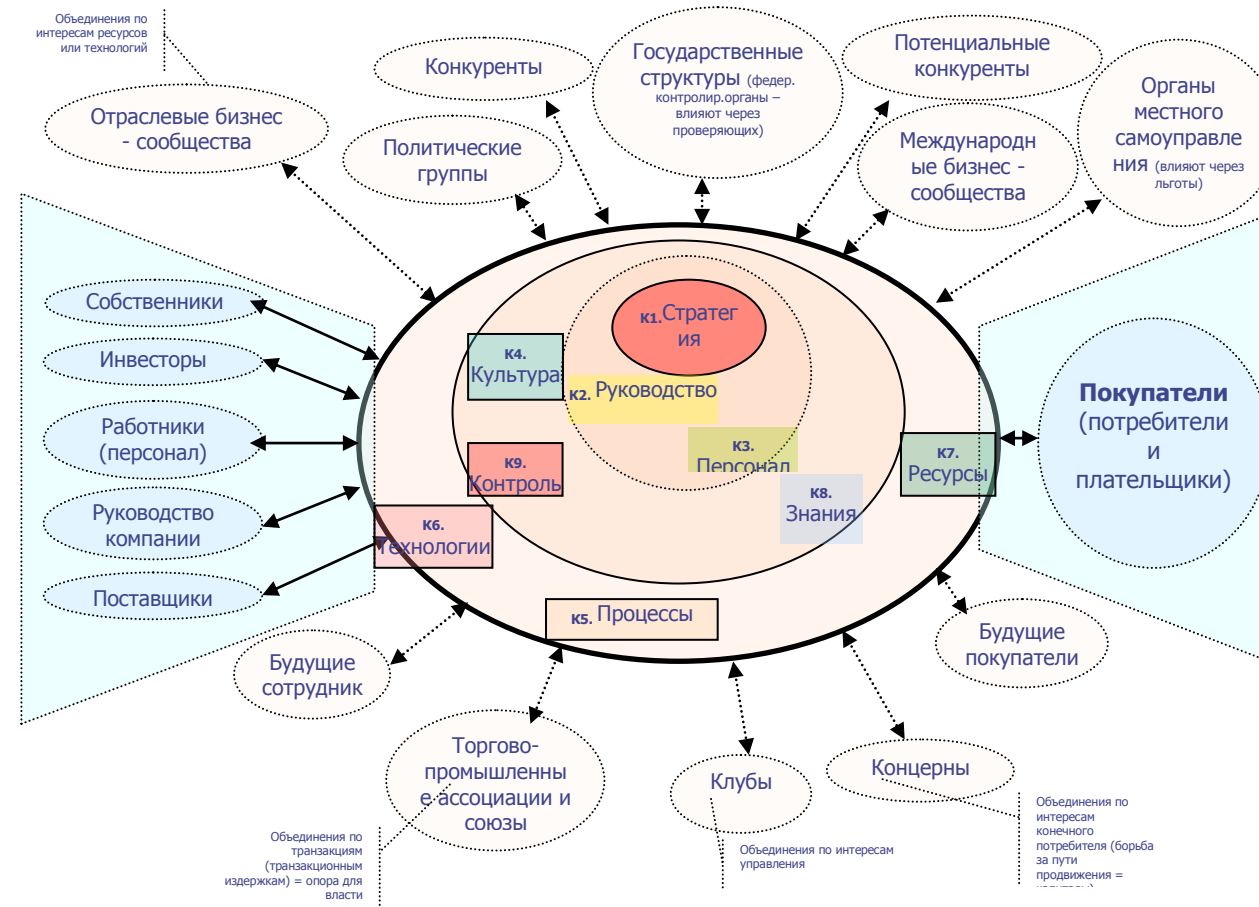 Объединения по
интересам ресурсов
или технологий
Отраслевые бизнес
- сообщества
Конкуренты
Политические
группы
Государственные
структуры (федер.
контролир.органы –
влияют через
проверяющих)
Потенциальные
конкуренты
Международн
ые бизнес -
сообщества
Органы
местного
самоуправле
ния (влияют через
льготы)
Собственники
Инвесторы
Работники
(персонал)
Руководство
компании
Поставщики
К1.Стратег
ия
К4.
Культура
К2. Руководство
К3.
Персонал
К9.
Контроль
К8.
Знания
К7.
Ресурсы
К6.
Технологии
К5. Процессы
Покупатели
(потребители
и
плательщики)
Будущие
сотрудник
Будущие
покупатели
Торгово-
промышленны
е ассоциации и
союзы
Клубы
Концерны
Объединения по
транзакциям
(транзакционным
издержкам) = опора для
власти
Объединения по интересам
управления
Объединения по
интересам
конечного
потребителя (борьба
за пути
продвижения =